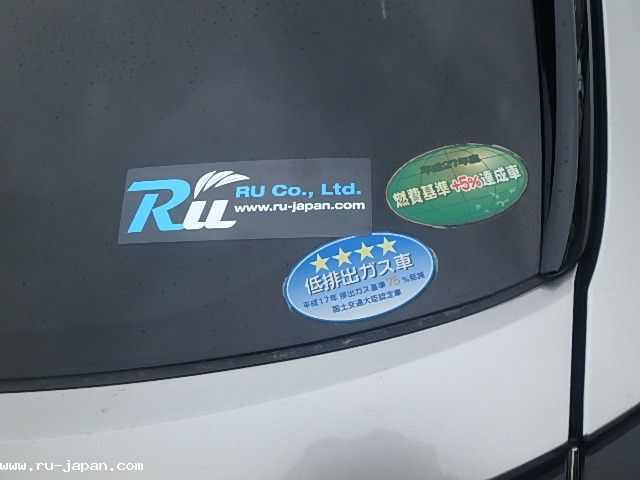 Ru
RU Co., Ltd.
www.ru-japan.com
燃費基準+5%達成車
★★★★
低排出ガス車
平成17年排出ガス基準75%低減
国土交通大臣認定車
www.ru-japan.com